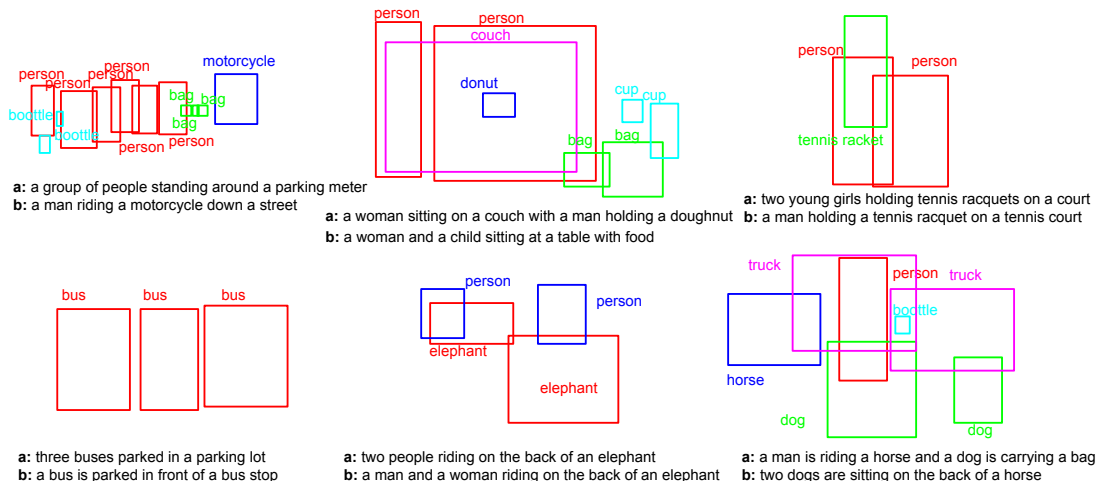 person
person
person
motorcycle
bag
bag
boottle
boottle
bag
person
person
a: a group of people standing around a parking meter
b: a man riding a motorcycle down a street
person
person
couch
donut
cup
cup
bag
bag
a: a woman sitting on a couch with a man holding a doughnut
b: a woman and a child sitting at a table with food
person
person
tennis racket
a: two young girls holding tennis racquets on a court
b: a man holding a tennis racquet on a tennis court
bus
bus
bus
a: three buses parked in a parking lot
b: a bus is parked in front of a bus stop
person
person
elephant
elephant
a: two people riding on the back of an elephant
b: a man and a woman riding on the back of an elephant
truck
person
truck
boottle
horse
dog
dog
a: a man is riding a horse and a dog is carrying a bag
b: two dogs are sitting on the back of a horse